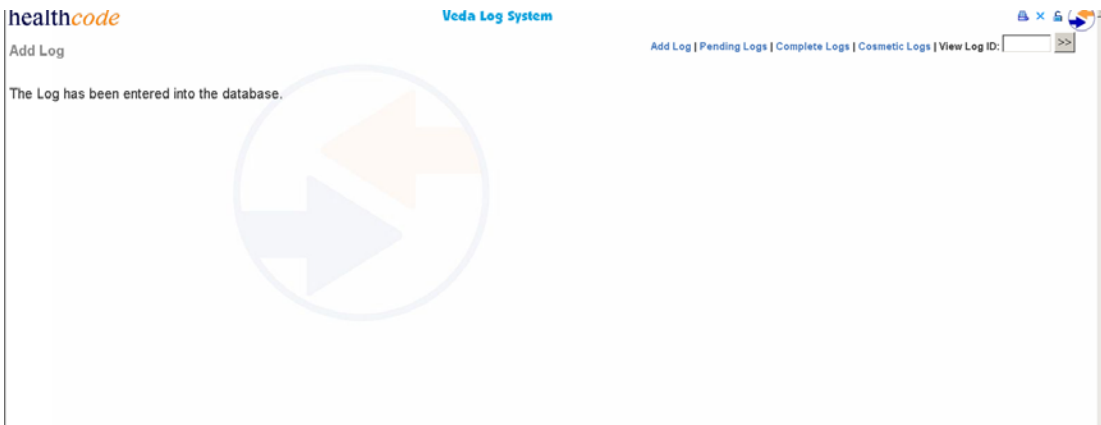 healthcode
Veda Log System
Add Log
Add Log | Pending Logs | Complete Logs | Cosmetic Logs | View Log ID: >>
The Log has been entered into the database.